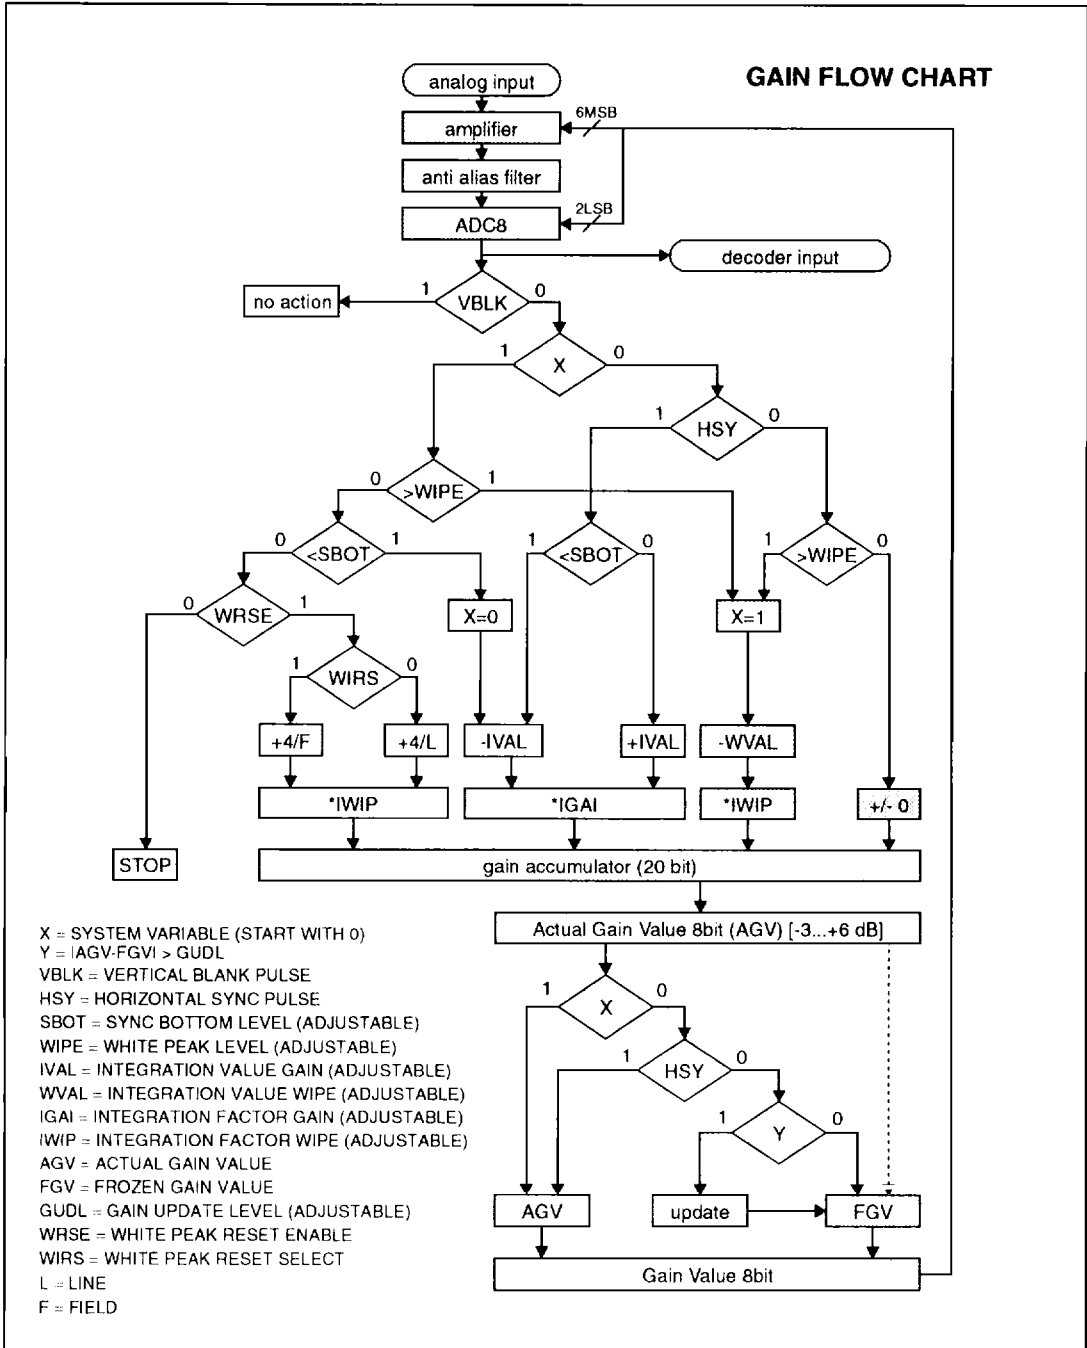 GAIN FLOW CHART
analog input
6MSB
amplifier
anti alias filter
2LSB
ADC8
decoder input
1 VBLK 0
no action
1 X 0
1 HSY 0
0 >WIPE 1
0 <SBOT 1
1 <SBOT 0
1 >WIPE 0
0 WRSE 1
X=0
X=1
1 WIRS 0
+4/F
+4/L
-IVAL
+IVAL
-WVAL
*IWIP
*IGAI
*IWIP
+/- 0
STOP
gain accumulator (20 bit)
Actual Gain Value 8bit (AGV) [-3...+6 dB]
1 X 0
1 HSY 0
1 Y 0
AGV
update
FGV
Gain Value 8bit
X = SYSTEM VARIABLE (START WITH 0)
Y = IAGV-FGVI > GUDL
VBLK = VERTICAL BLANK PULSE
HSY = HORIZONTAL SYNC PULSE
SBOT = SYNC BOTTOM LEVEL (ADJUSTABLE)
WIPE = WHITE PEAK LEVEL (ADJUSTABLE)
IVAL = INTEGRATION VALUE GAIN (ADJUSTABLE)
WVAL = INTEGRATION VALUE WIPE (ADJUSTABLE)
IGAI = INTEGRATION FACTOR GAIN (ADJUSTABLE)
IWIP = INTEGRATION FACTOR WIPE (ADJUSTABLE)
AGV = ACTUAL GAIN VALUE
FGV = FROZEN GAIN VALUE
GUDL = GAIN UPDATE LEVEL (ADJUSTABLE)
WRSE = WHITE PEAK RESET ENABLE
WIRS = WHITE PEAK RESET SELECT
L = LINE
F = FIELD